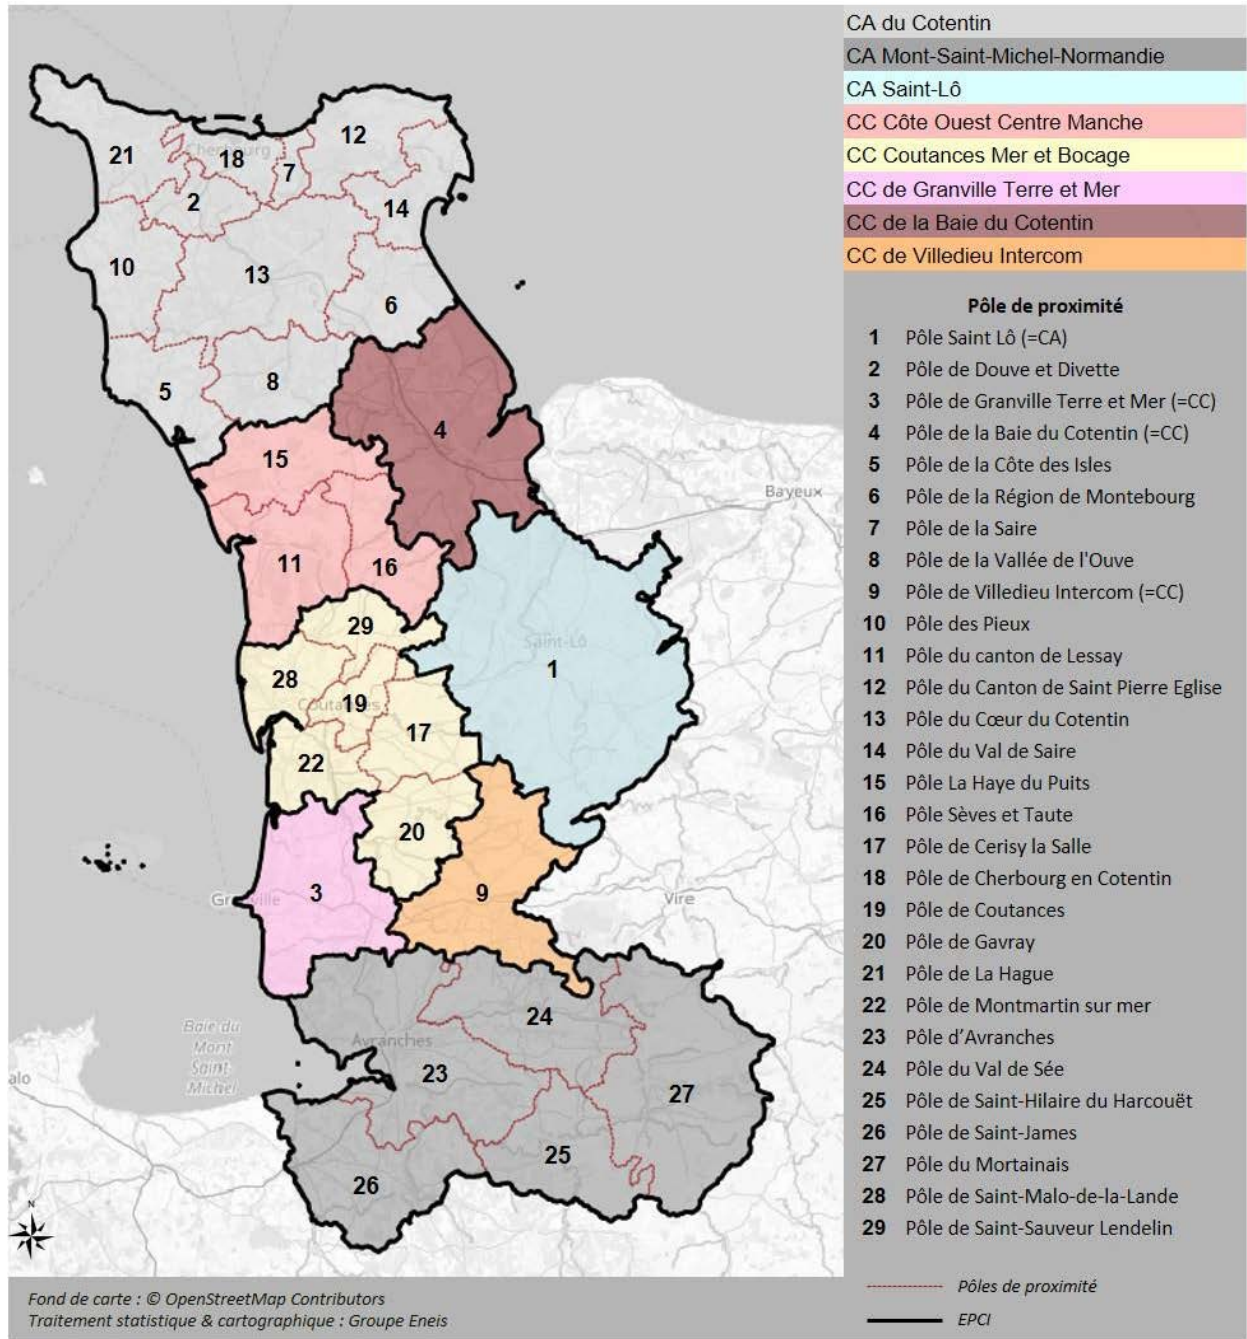 CA du Cotentin
CA Mont-Saint-Michel-Normandie
CA Saint-Lô
CC Côte Ouest Centre Manche
CC Coutances Mer et Bocage
CC de Granville Terre et Mer
CC de la Baie du Cotentin
CC de Villedieu Intercom
Pôle de proximité
1 Pôle Saint Lô (=CA)
2 Pôle de Douve et Divette
3 Pôle de Granville Terre et Mer (=CC)
4 Pôle de la Baie du Cotentin (=CC)
5 Pôle de la Côte des Isles
6 Pôle de la Région de Montebourg
7 Pôle de la Saire
8 Pôle de la Vallée de l'Ouve
9 Pôle de Villedieu Intercom (=CC)
10 Pôle des Pieux
11 Pôle du canton de Lessay
12 Pôle du Canton de Saint Pierre Eglise
13 Pôle du Cœur du Cotentin
14 Pôle du Val de Saire
15 Pôle La Haye du Puits
16 Pôle Sèves et Taute
17 Pôle de Cerisy la Salle
18 Pôle de Cherbourg en Cotentin
19 Pôle de Coutances
20 Pôle de Gavray
21 Pôle de La Hague
22 Pôle de Montmartin sur mer
23 Pôle d’Avranches
24 Pôle du Val de Sée
25 Pôle de Saint-Hilaire du Harcouët
26 Pôle de Saint-James
27 Pôle du Mortainais
28 Pôle de Saint-Malo-de-la-Lande
29 Pôle de Saint-Sauveur Lendelin
Pôles de proximité
EPCI
12
21
Cherbourg
18
7
2
14
10
13
6
8
5
4
15
Bayeux
11
16
29
Saint-Lô
1
28
Coutances
19
17
22
20
3
9
Vire
24
Baie du
Mont
Saint-
Michel
Avranches
23
alo
27
25
26
N
Fond de carte : © OpenStreetMap Contributors
Traitement statistique & cartographique : Groupe Eneis